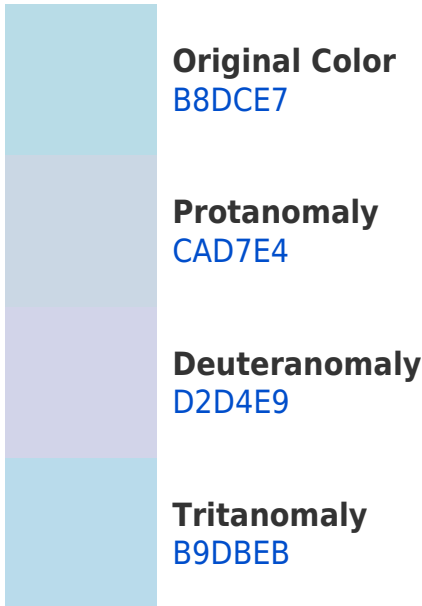 Original Color
B8DCE7
Protanomaly
CAD7E4
Deuteranomaly
D2D4E9
Tritanomaly
B9DBEB